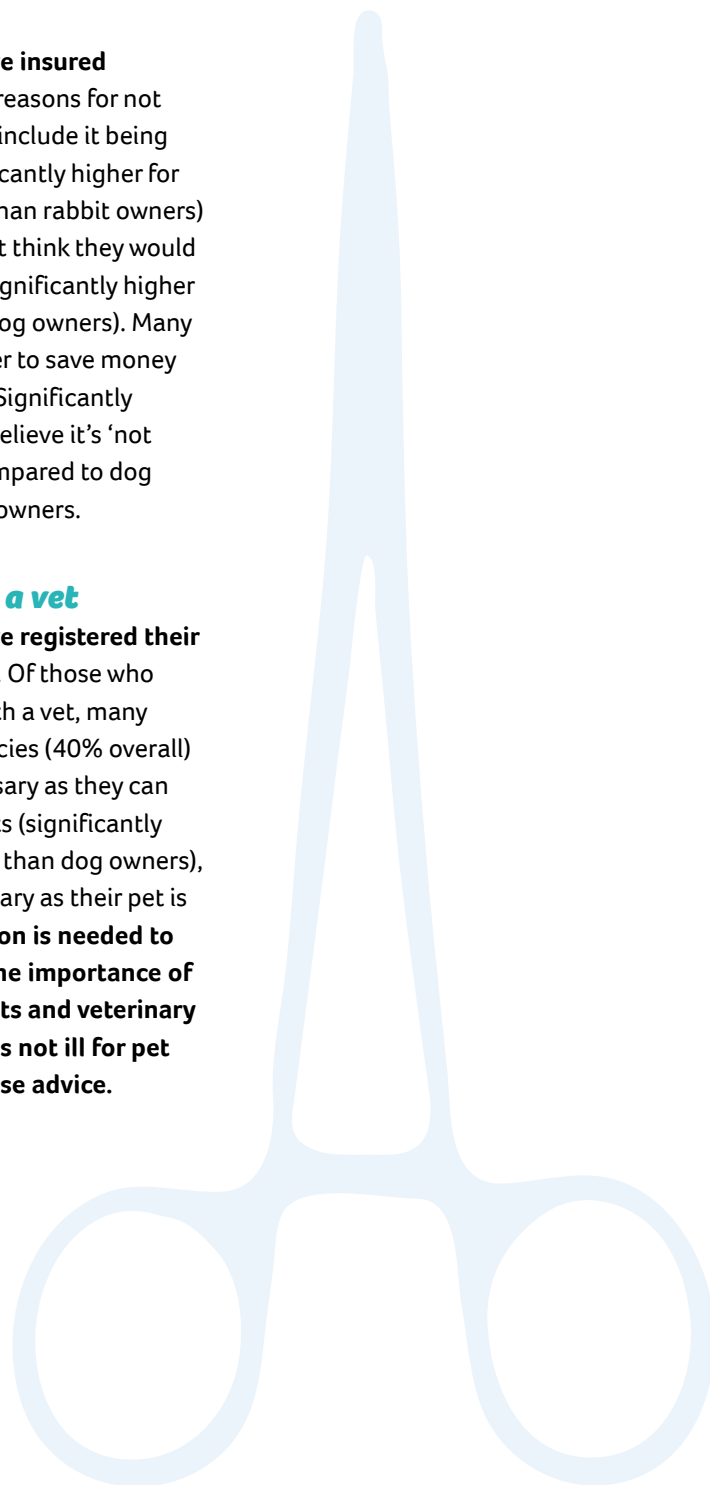 e insured
reasons for not
include it being
cantly higher for
han rabbit owners)
t think they would
gnificantly higher
og owners). Many
er to save money
Significantly
elieve it's ‘not
mpared to dog
owners.
a vet
e registered their
. Of those who
th a vet, many
cies (40% overall)
sary as they can
ts (significantly
than dog owners),
ary as their pet is
on is needed to
he importance of
ts and veterinary
s not ill for pet
se advice.